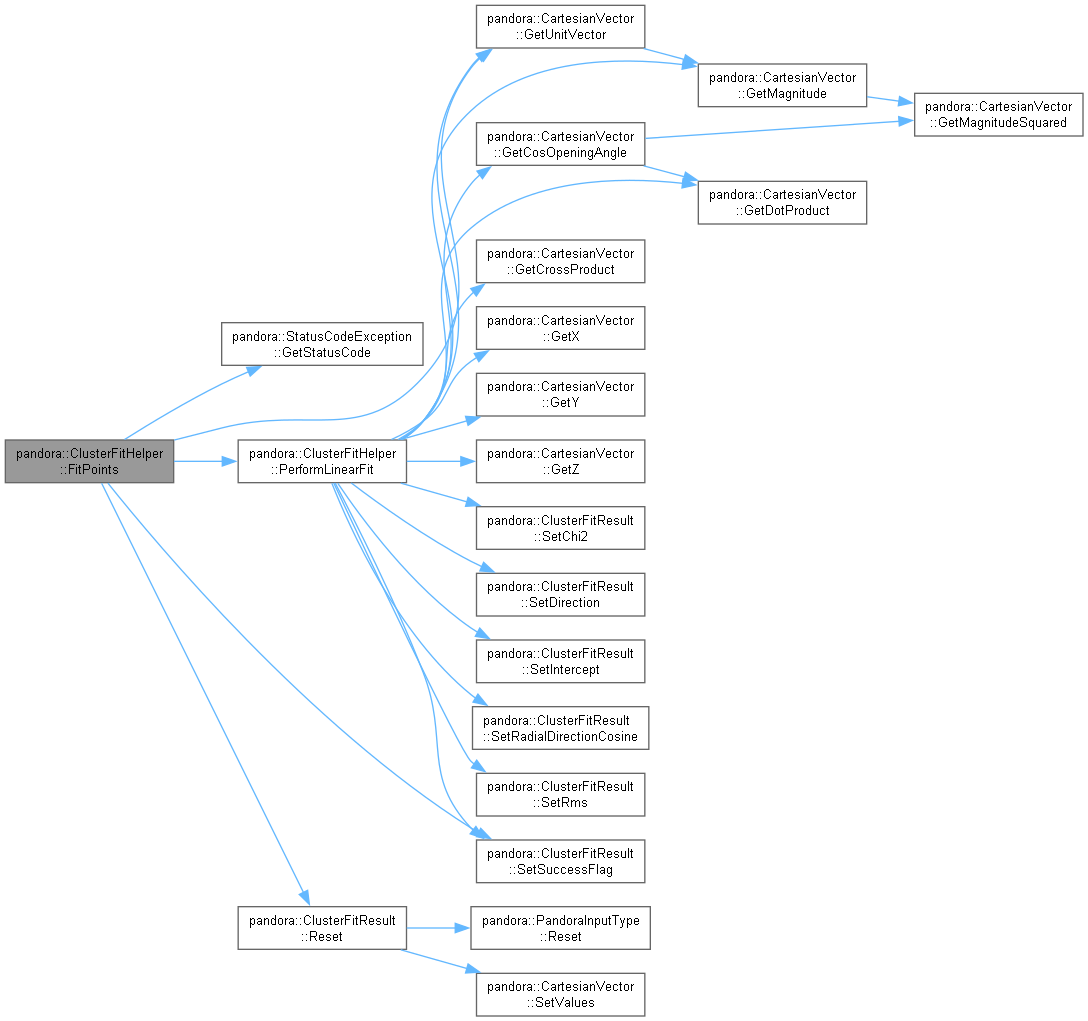 pandora::CartesianVector
::GetUnitVector
pandora::CartesianVector
::GetMagnitude
pandora::CartesianVector
::GetMagnitudeSquared
pandora::CartesianVector
::GetCosOpeningAngle
pandora::CartesianVector
::GetDotProduct
pandora::CartesianVector
::GetCrossProduct
pandora::CartesianVector
::GetX
pandora::StatusCodeException
::GetStatusCode
pandora::CartesianVector
::GetY
pandora::ClusterFitHelper
::FitPoints
pandora::ClusterFitHelper
::PerformLinearFit
pandora::CartesianVector
::GetZ
pandora::ClusterFitResult
::SetChi2
pandora::ClusterFitResult
::SetDirection
pandora::ClusterFitResult
::SetIntercept
pandora::ClusterFitResult
::SetRadialDirectionCosine
pandora::ClusterFitResult
::SetRms
pandora::ClusterFitResult
::SetSuccessFlag
pandora::ClusterFitResult
::Reset
pandora::PandoraInputType
::Reset
pandora::CartesianVector
::SetValues